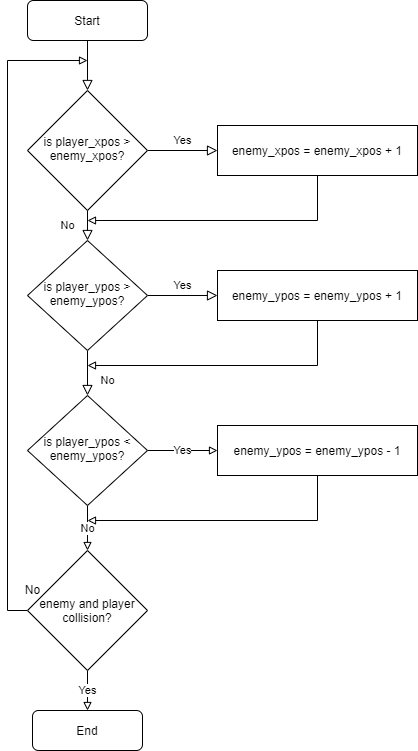 Start
is player_xpos >
enemy_xpos?
Yes
enemy_xpos = enemy_xpos + 1
No
is player_ypos >
enemy_ypos?
Yes
enemy_ypos = enemy_ypos + 1
No
is player_ypos <
enemy_ypos?
Yes
enemy_ypos = enemy_ypos - 1
No
No
enemy and player
collision?
Yes
End